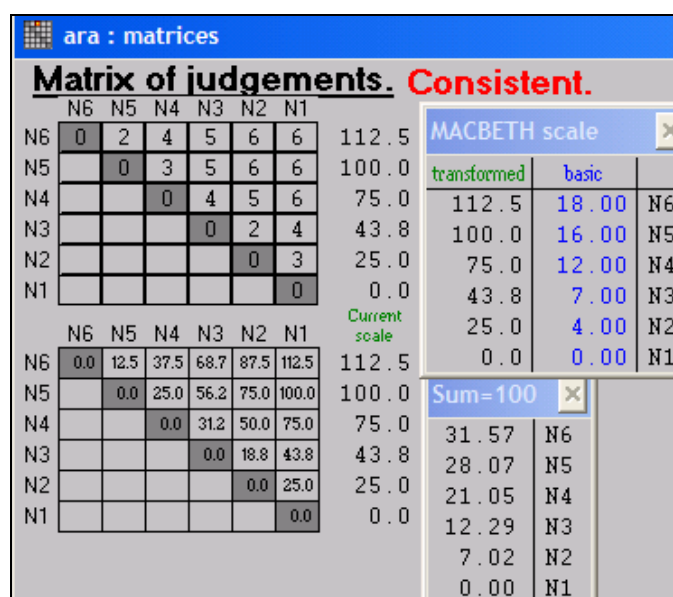 ara : matrices
Matrix of judgements. Consistent.
N6 N5 N4 N3 N2 N1
N6 0 2 4 5 6 6 112.5
N5 0 3 5 6 6 100.0
N4 0 4 5 6 75.0
N3 0 2 4 43.8
N2 0 3 25.0
N1 0 0.0
Current
scale
N6 N5 N4 N3 N2 N1
N6 0.0 12.5 37.5 68.7 87.5 112.5 112.5
N5 0.0 25.0 56.2 75.0 100.0 100.0
N4 0.0 31.2 50.0 75.0 75.0
N3 0.0 18.8 43.8 43.8
N2 0.0 25.0 25.0
N1 0.0 0.0
MACBETH scale
transformed basic
112.5 18.00 N6
100.0 16.00 N5
75.0 12.00 N4
43.8 7.00 N3
25.0 4.00 N2
0.0 0.00 N1
Sum=100
31.57 N6
28.07 N5
21.05 N4
12.29 N3
7.02 N2
0.00 N1